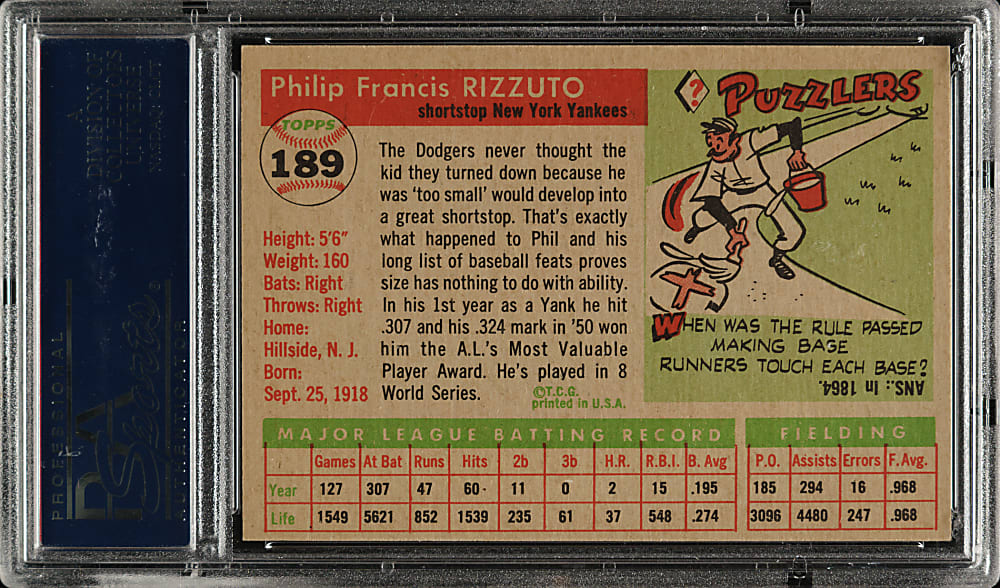 Philip Francis RIZZUTO
shortstop New York Yankees
TOPPS
189
Height: 5'6"
Weight: 160
Bats: Right
Throws: Right
Home:
Hillside, N. J.
Born:
Sept. 25, 1918
The Dodgers never thought the
kid they turned down because he
was 'too small' would develop into
a great shortstop. That's exactly
what happened to Phil and his
long list of baseball feats proves
size has nothing to do with ability.
In his 1st year as a Yank he hit
.307 and his .324 mark in '50 won
him the A.L.'s Most Valuable
Player Award. He's played in 8
World Series.
©T.C.G.
printed in U.S.A.
? PUZZLERS
WHEN WAS THE RULE PASSED
MAKING BAGE
RUNNERS TOUCH EACH BASE?
ANS.: In 1864.
MAJOR LEAGUE BATTING RECORD
Games At Bat Runs Hits 2b 3b H.R. R.B.I. B. Avg
Year 127 307 47 60 11 0 2 15 .195
Life 1549 5621 852 1539 235 61 37 548 .274
FIELDING
P.O. Assists Errors F. Avg.
185 294 16 .968
3096 4480 247 .968
PROFESSIONAL
PSA
Sports
AUTHENTICATOR
A
DIVISION OF
COLLECTORS
UNIVERSE